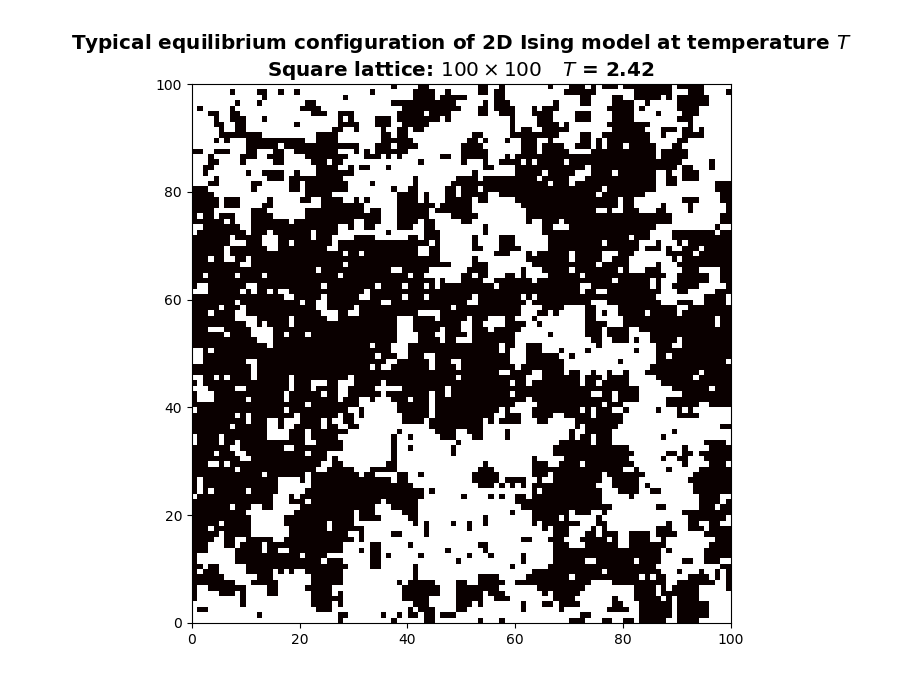 Typical equilibrium configuration of 2D Ising model at temperature T
Square lattice: 100 × 100 T = 2.42
100
80
60
40
20
0
0 20 40 60 80 100